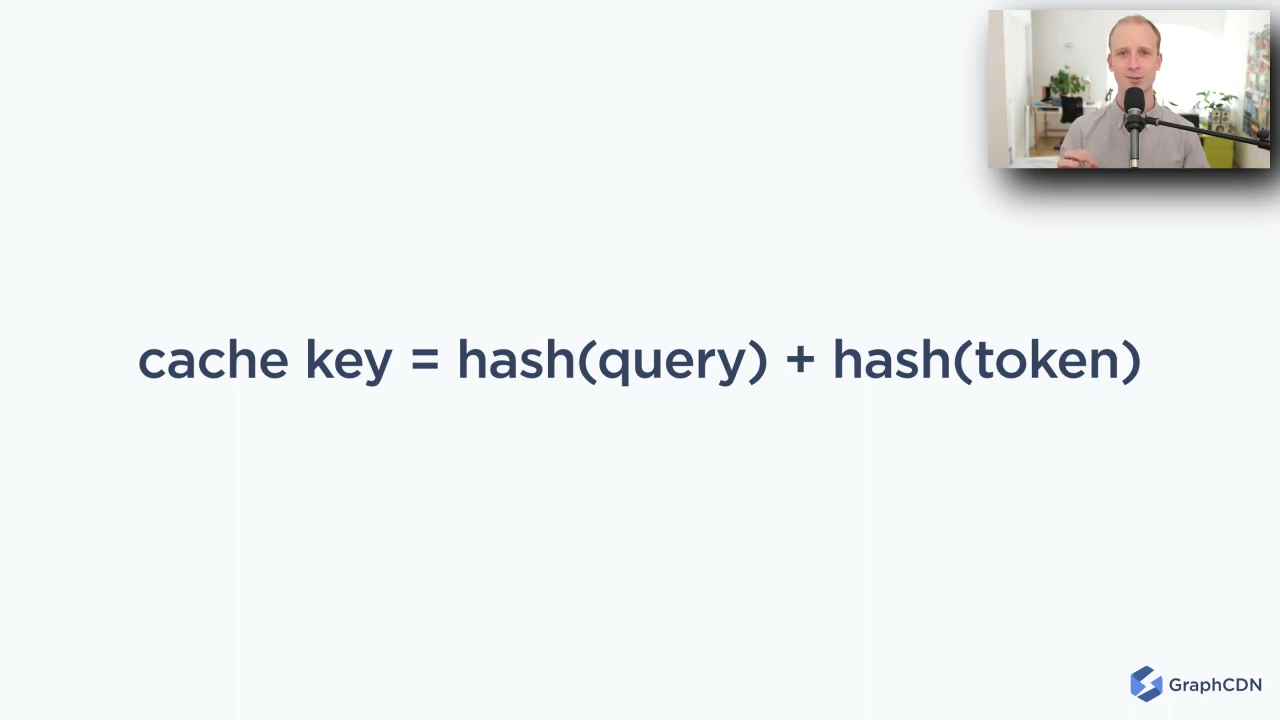 cache key = hash(query) + hash(token)
GraphCDN